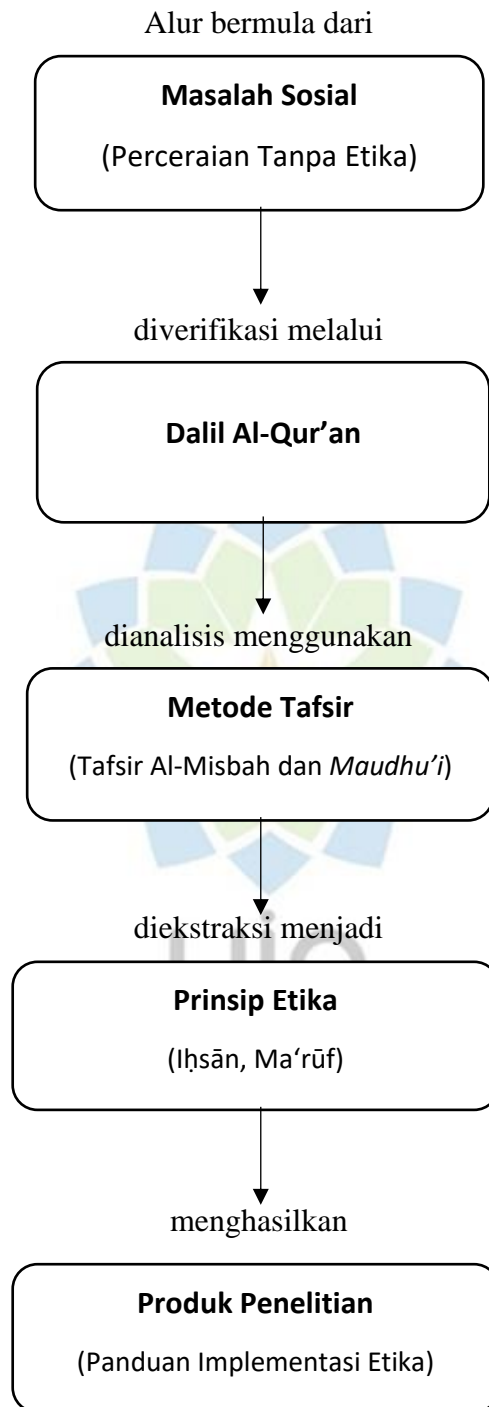 Alur bermula dari
Masalah Sosial
(Perceraian Tanpa Etika)
diverifikasi melalui
Dalil Al-Qur’an
dianalisis menggunakan
Metode Tafsir
(Tafsir Al-Misbah dan Maudhu’i)
diekstraksi menjadi
uin
Prinsip Etika
(Iḥsān, Ma‘rūf)
menghasilkan
Produk Penelitian
(Panduan Implementasi Etika)